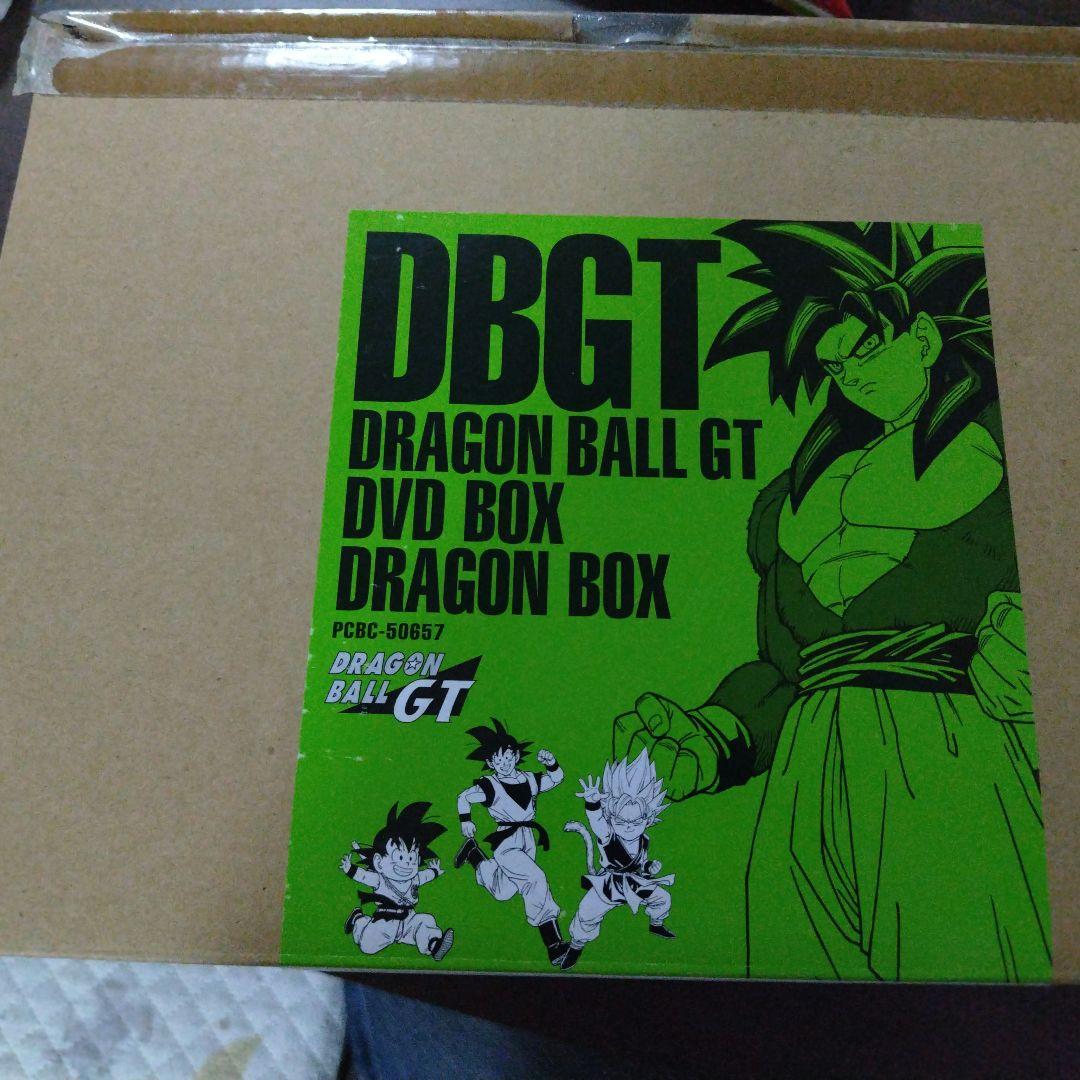 DBGT
DRAGON BALL GT
DVD BOX
DRAGON BOX
PCBC-50657
DRAGON
BALL GT